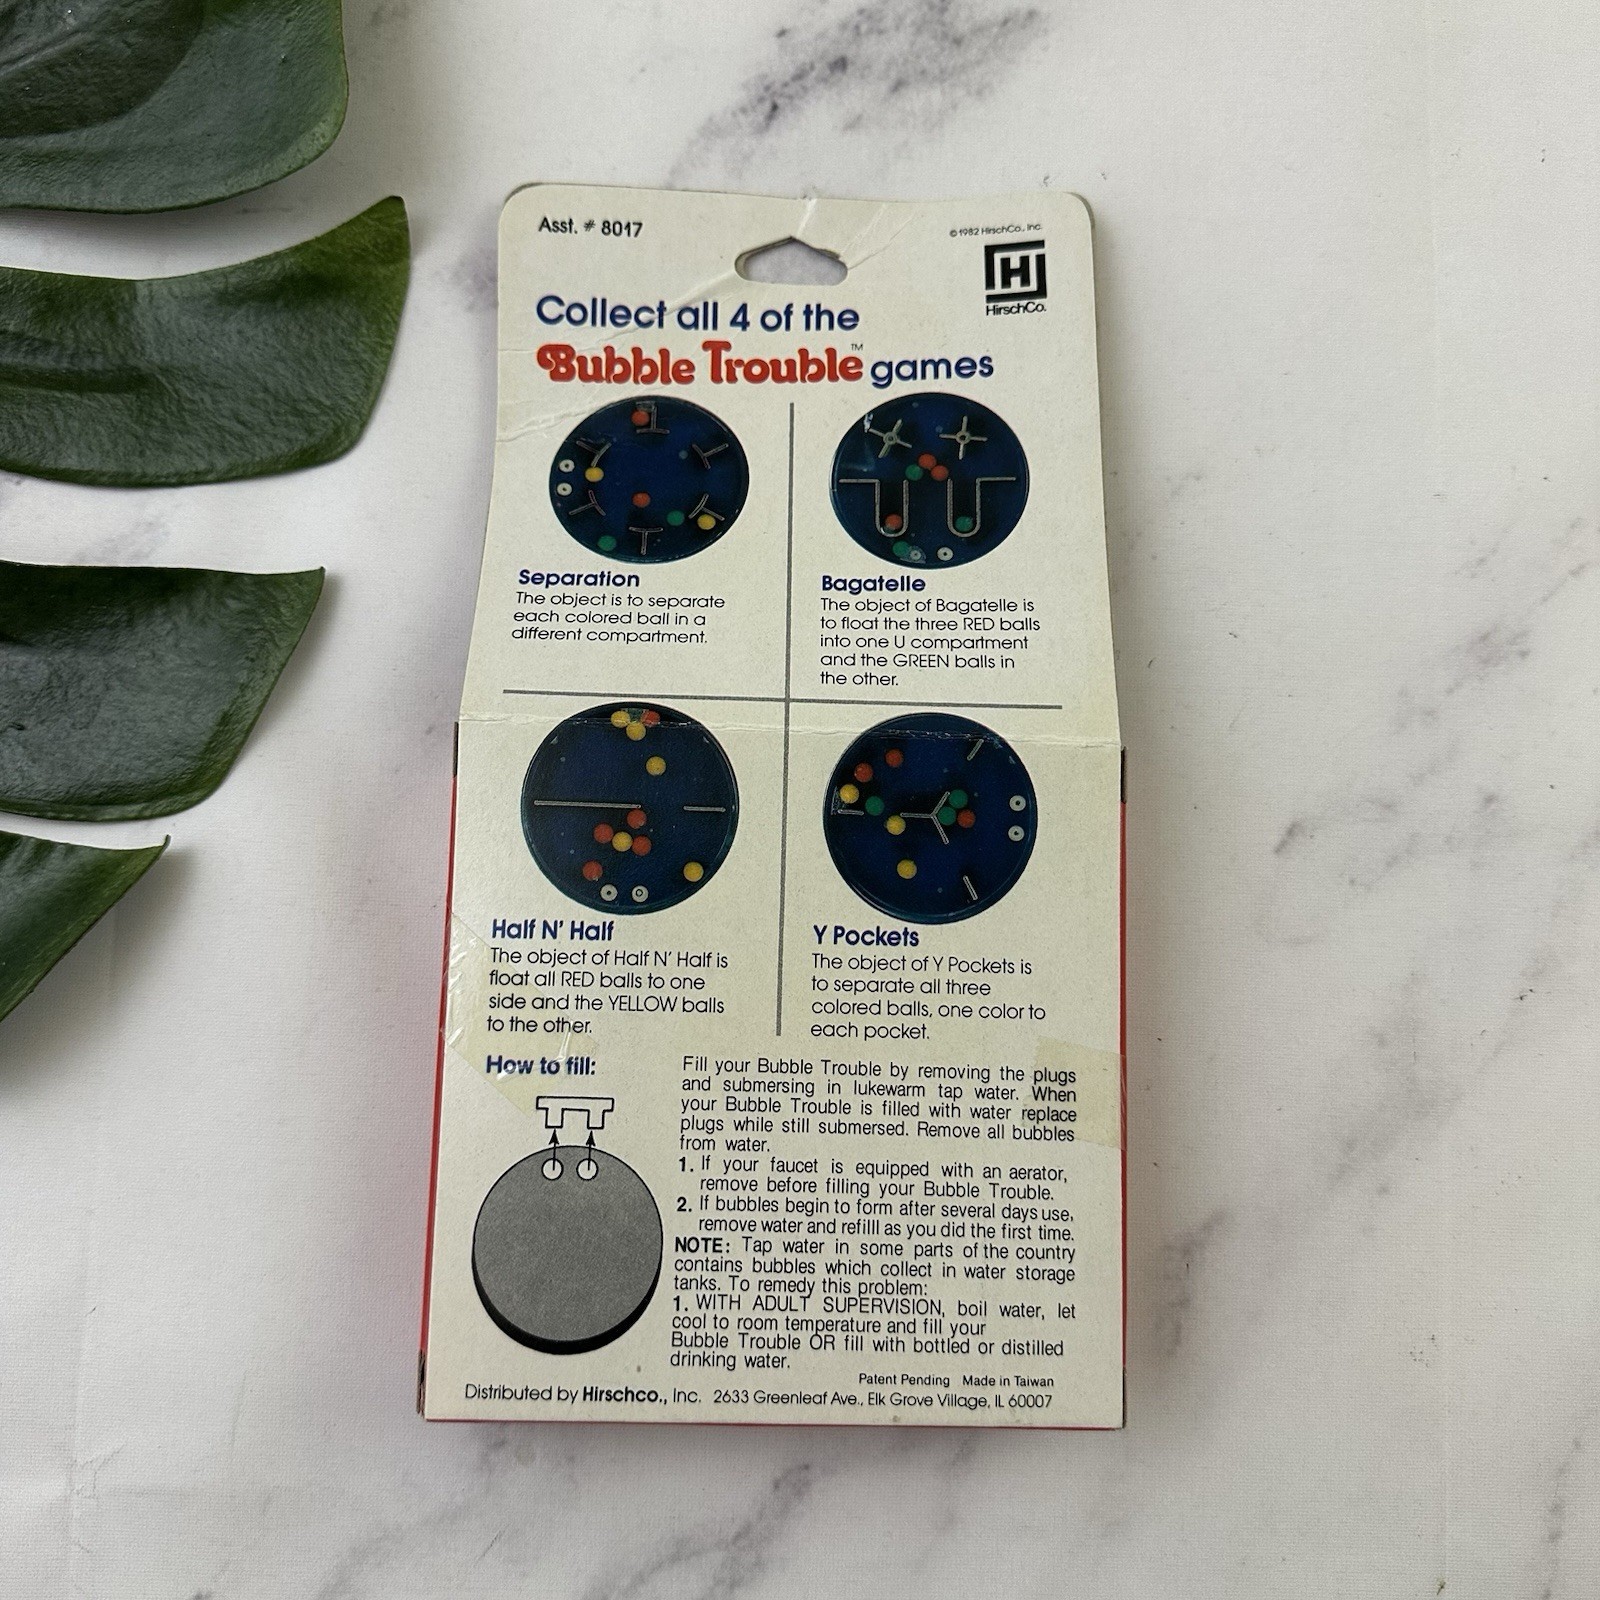 Asst. # 8017
©1982 HirschCo., Inc.
H
HirschCo.
Collect all 4 of the
Bubble Trouble™ games
Separation
The object is to separate
each colored ball in a
different compartment.
Bagatelle
The object of Bagatelle is
to float the three RED balls
into one U compartment
and the GREEN balls in
the other.
Half N' Half
The object of Half N' Half is
float all RED balls to one
side and the YELLOW balls
to the other.
Y Pockets
The object of Y Pockets is
to separate all three
colored balls, one color to
each pocket.
How to fill:
Fill your Bubble Trouble by removing the plugs
and submersing in lukewarm tap water. When
your Bubble Trouble is filled with water replace
plugs while still submersed. Remove all bubbles
from water.
1. If your faucet is equipped with an aerator,
remove before filling your Bubble Trouble.
2. If bubbles begin to form after several days use,
remove water and refilll as you did the first time.
NOTE: Tap water in some parts of the country
contains bubbles which collect in water storage
tanks. To remedy this problem:
1. WITH ADULT SUPERVISION, boil water, let
cool to room temperature and fill your
Bubble Trouble OR fill with bottled or distilled
drinking water.
Patent Pending Made in Taiwan
Distributed by Hirschco., Inc. 2633 Greenleaf Ave., Elk Grove Village, IL 60007